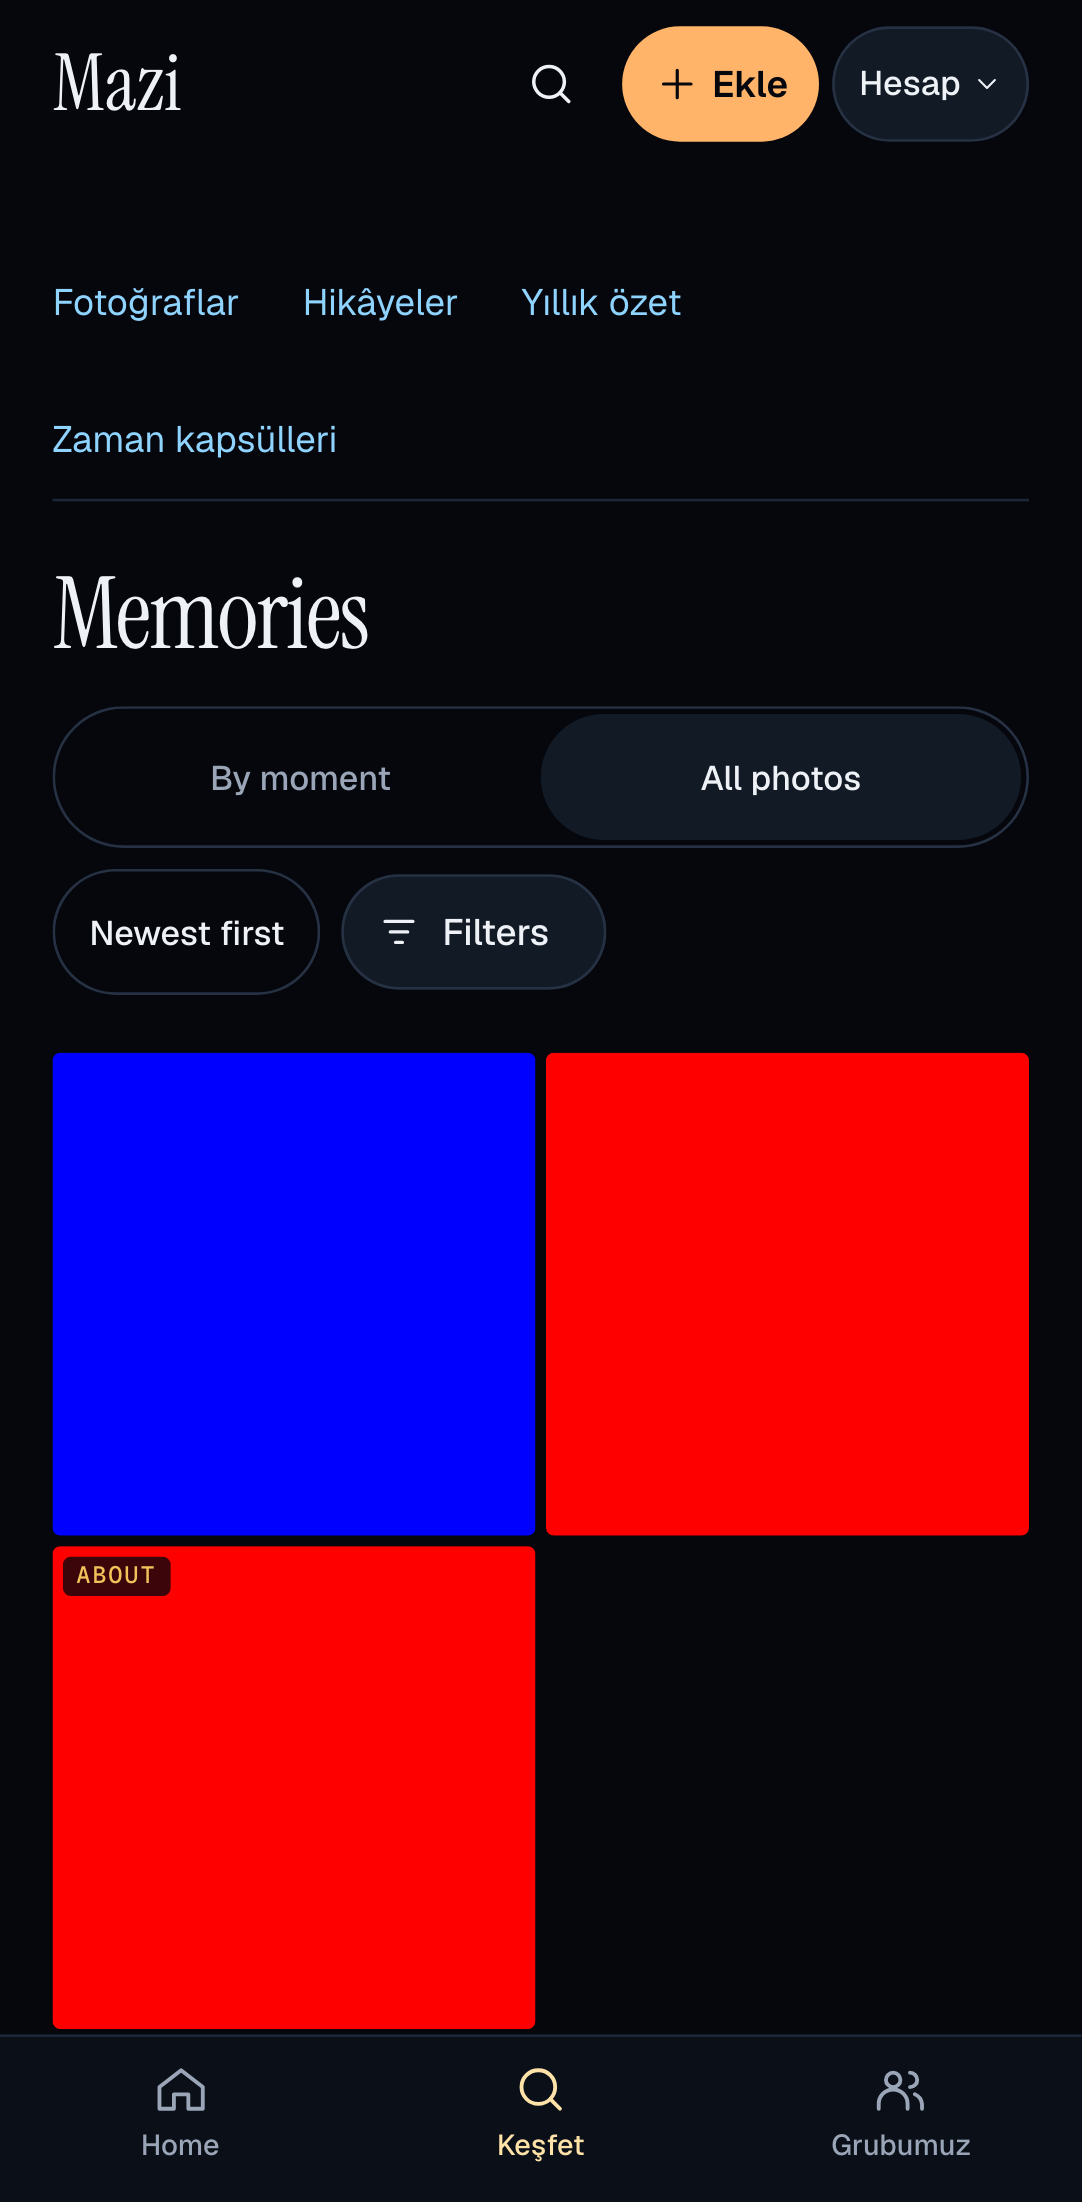 Mazi
Ekle
Hesap
Fotoğraflar Hikâyeler Yıllık özet
Zaman kapsülleri
Memories
By moment All photos
Newest first Filters
ABOUT
Home Keşfet Grubumuz